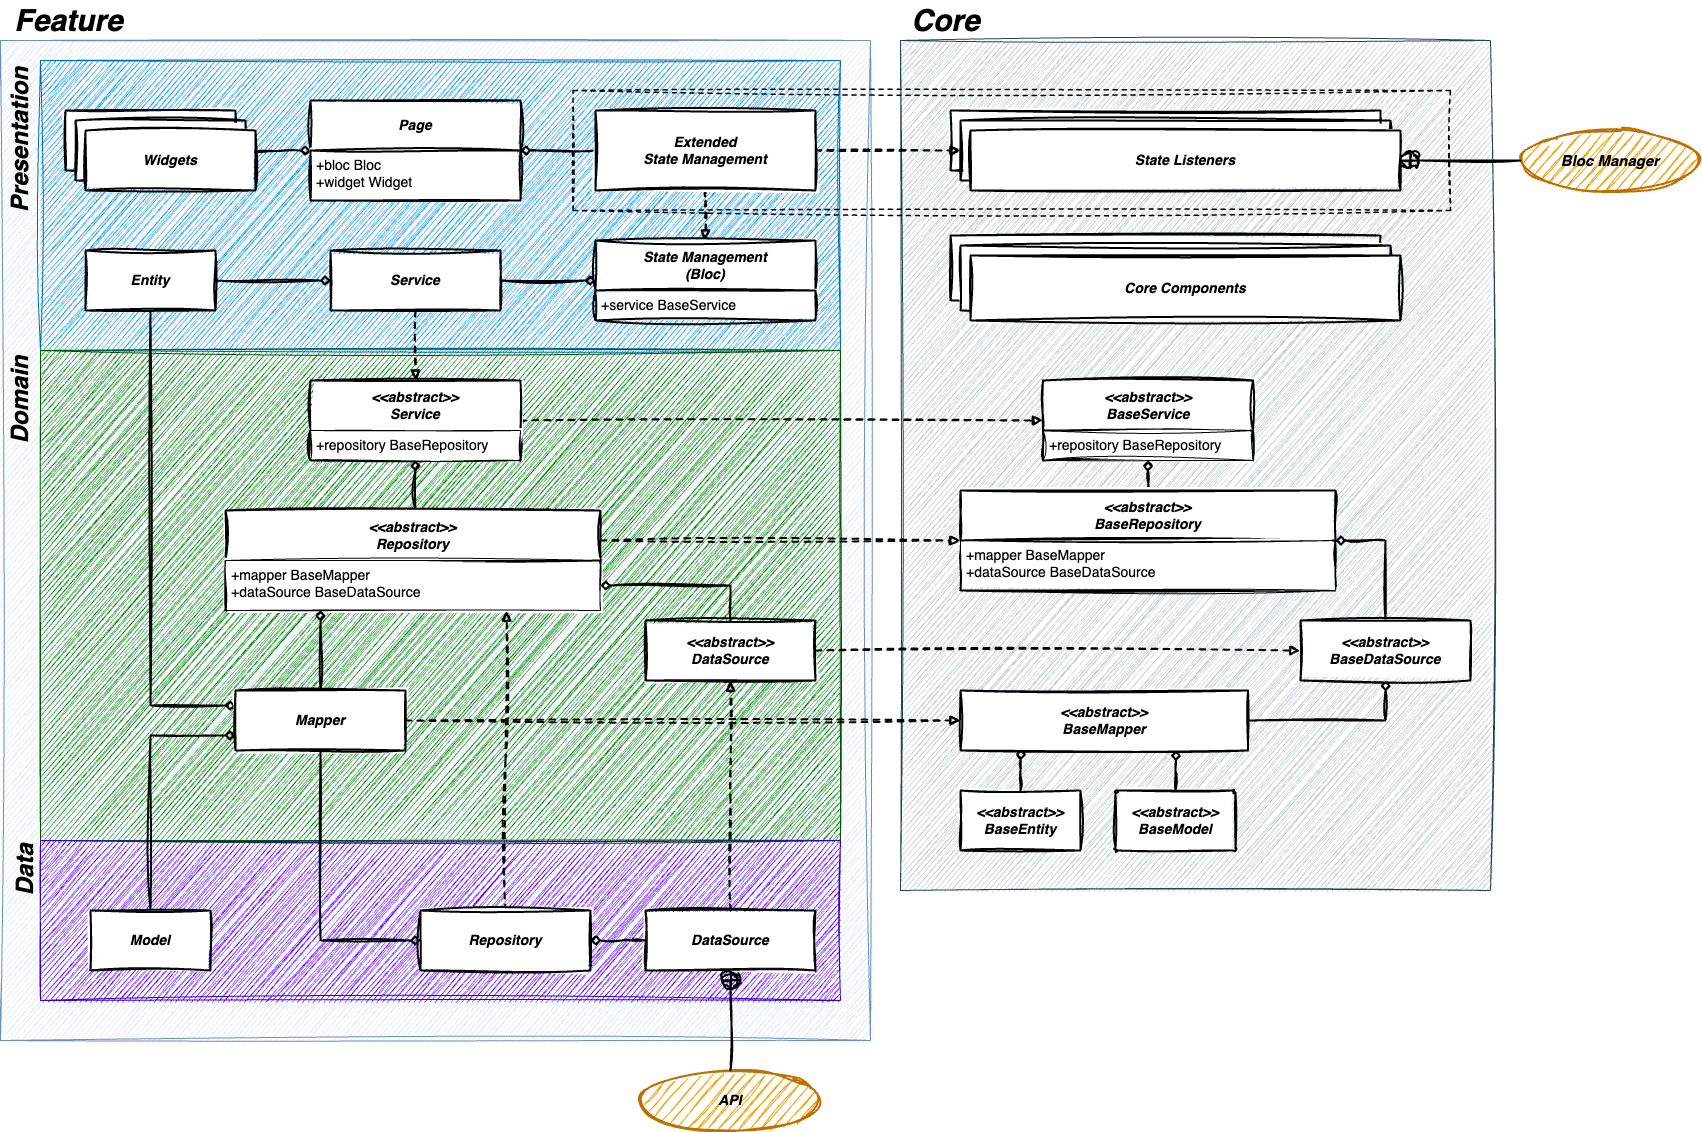 Feature
Core
Presentation
Widgets
Page
+bloc Bloc
+widget Widget
Extended
State Management
State Listeners
Bloc Manager
Entity
Service
State Management
(Bloc)
+service BaseService
Core Components
Domain
<<abstract>>
Service
+repository BaseRepository
<<abstract>>
BaseService
+repository BaseRepository
<<abstract>>
Repository
+mapper BaseMapper
+dataSource BaseDataSource
<<abstract>>
BaseRepository
+mapper BaseMapper
+dataSource BaseDataSource
<<abstract>>
DataSource
<<abstract>>
BaseDataSource
Mapper
<<abstract>>
BaseMapper
<<abstract>>
BaseEntity
<<abstract>>
BaseModel
Data
Model
Repository
DataSource
API